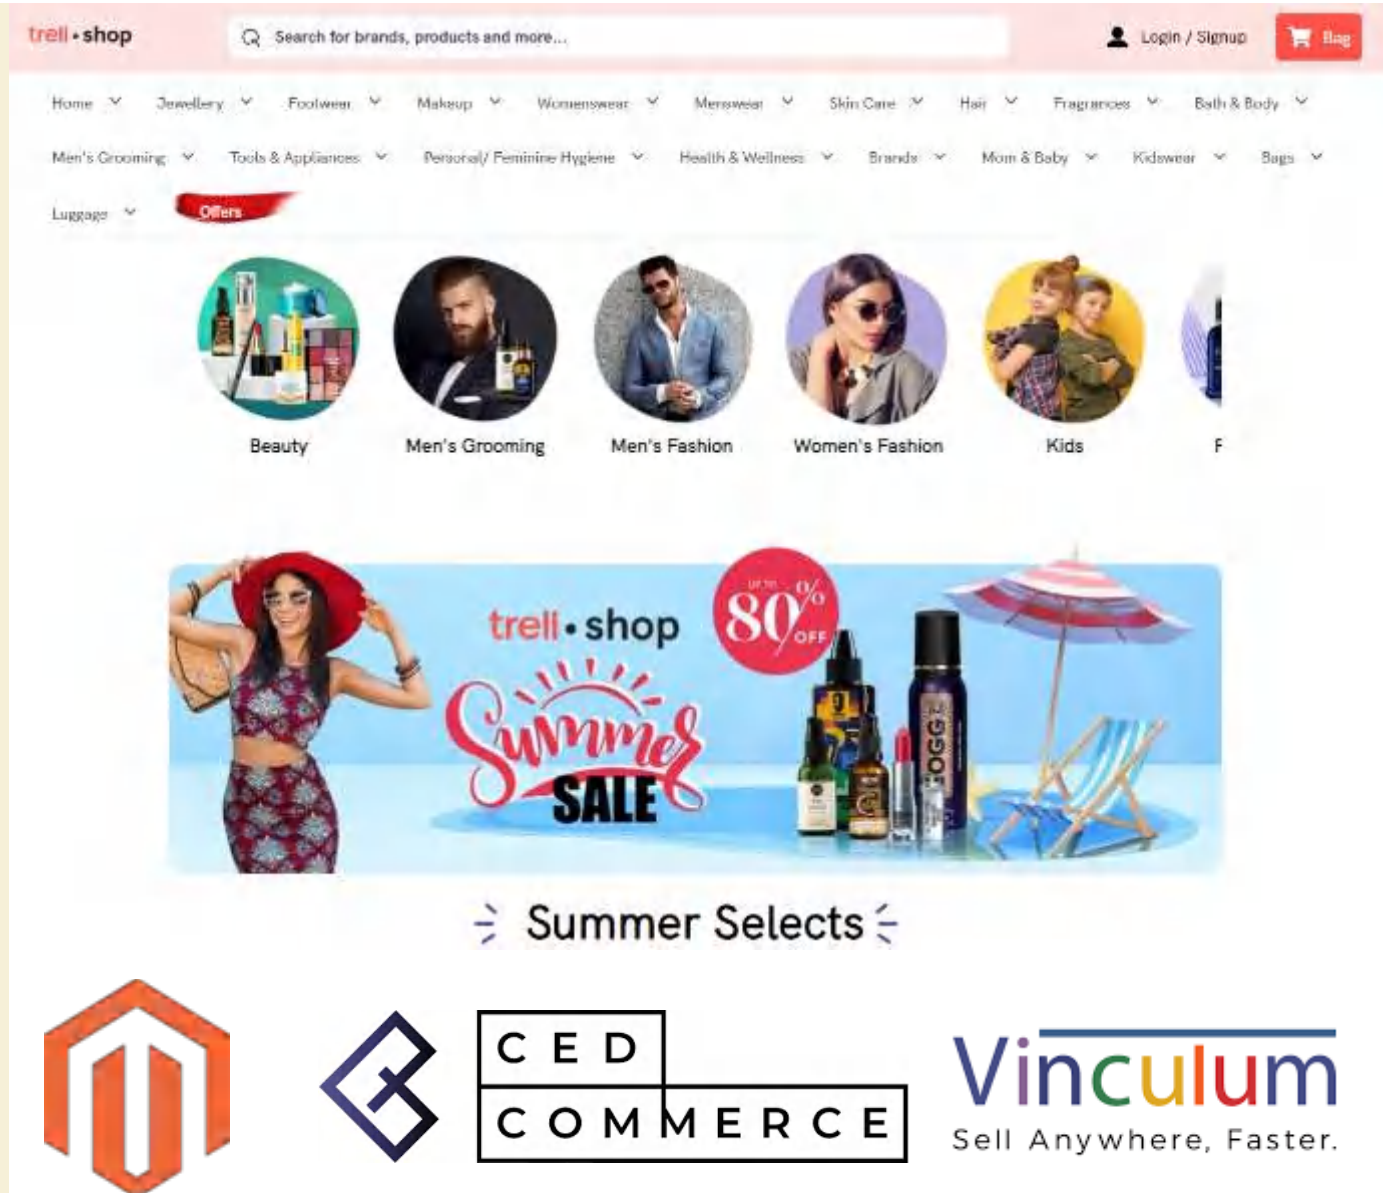 trell • shop
Search for brands, products and more...
Login / Signup
Bag
Home Jewellery Footwear Makeup Womenswear Menswear Skin Care Hair Fragrances Bath & Body
Men's Grooming Tools & Appliances Personal/ Feminine Hygiene Health & Wellness Brands Mom & Baby Kidswear Bags
Luggage Offers
Beauty Men's Grooming Men's Fashion Women's Fashion Kids F
UP TO
80% OFF
trell • shop
Summer
SALE
FOGG
Summer Selects
CED
COMMERCE
Vinculum
Sell Anywhere, Faster.